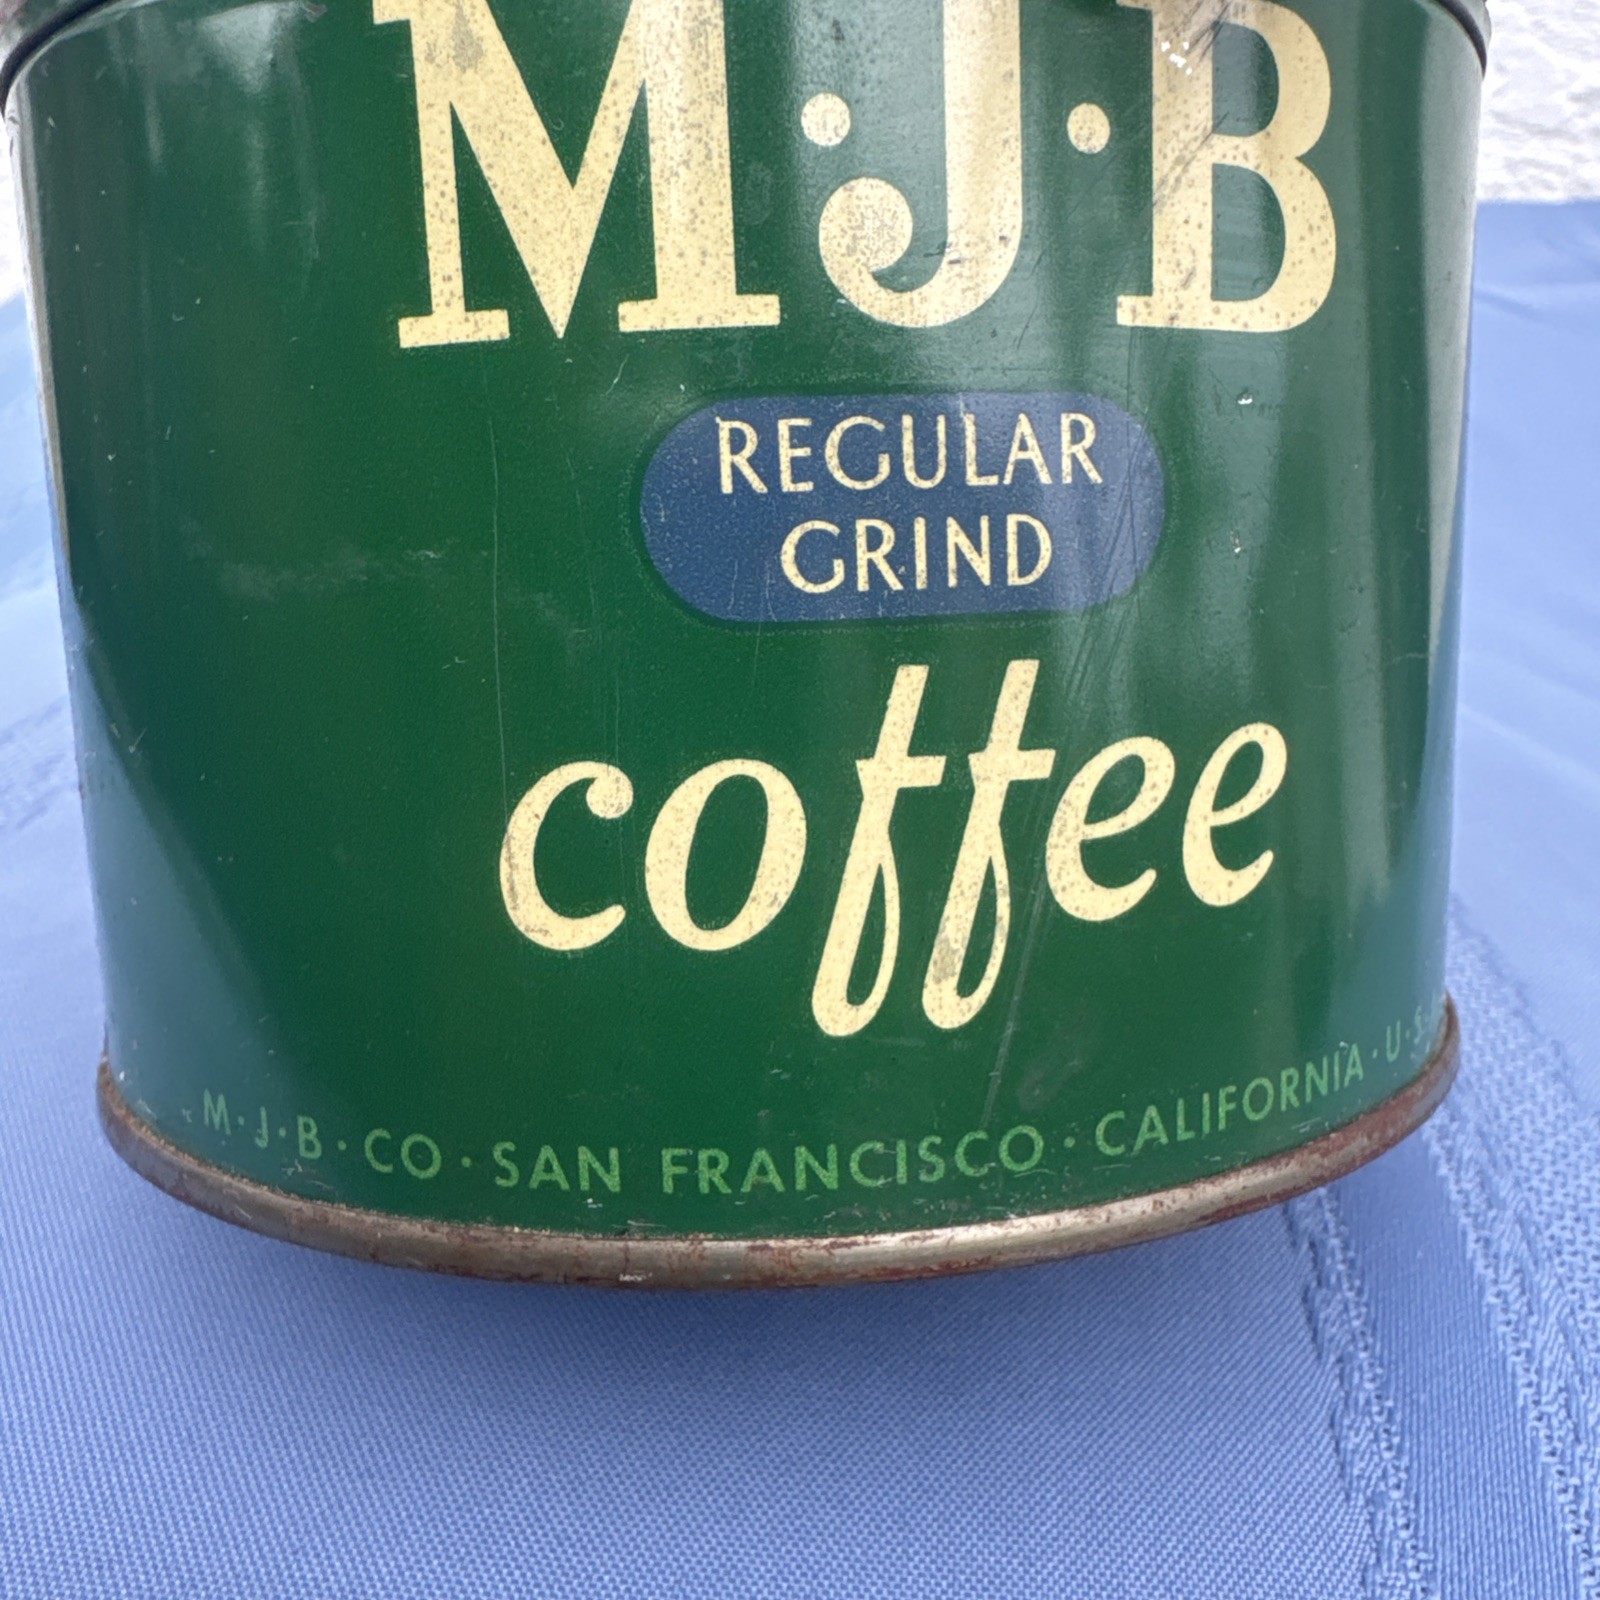 M·J·B
REGULAR
GRIND
coffee
M·J·B·CO·SAN FRANCISCO·CALIFORNIA·U·S·